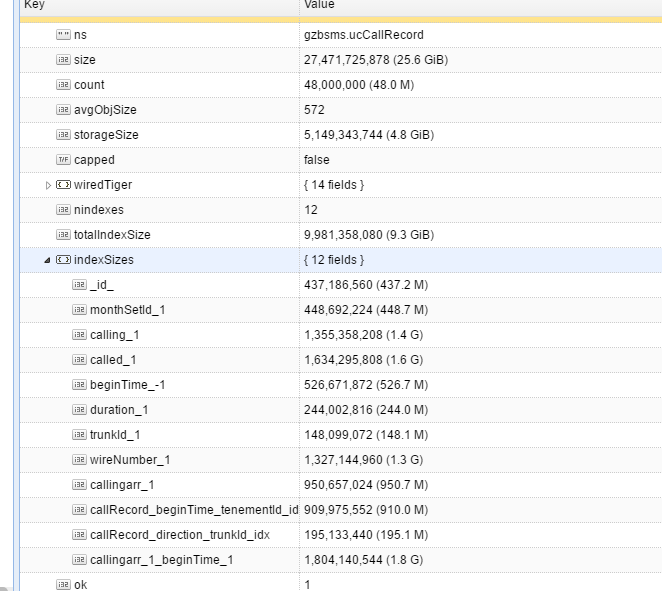 Key Value
ns gzbsms.ucCallRecord
size 27,471,725,878 (25.6 GiB)
count 48,000,000 (48.0 M)
avgObjSize 572
storageSize 5,149,343,744 (4.8 GiB)
capped false
wiredTiger { 14 fields }
nindexes 12
totalIndexSize 9,981,358,080 (9.3 GiB)
indexSizes { 12 fields }
_id_ 437,186,560 (437.2 M)
monthSetId_1 448,692,224 (448.7 M)
calling_1 1,355,358,208 (1.4 G)
called_1 1,634,295,808 (1.6 G)
beginTime_-1 526,671,872 (526.7 M)
duration_1 244,002,816 (244.0 M)
trunkId_1 148,099,072 (148.1 M)
wireNumber_1 1,327,144,960 (1.3 G)
callingarr_1 950,657,024 (950.7 M)
callRecord_beginTime_tenementId_id 909,975,552 (910.0 M)
callRecord_direction_trunkId_idx 195,133,440 (195.1 M)
callingarr_1_beginTime_1 1,804,140,544 (1.8 G)
ok 1